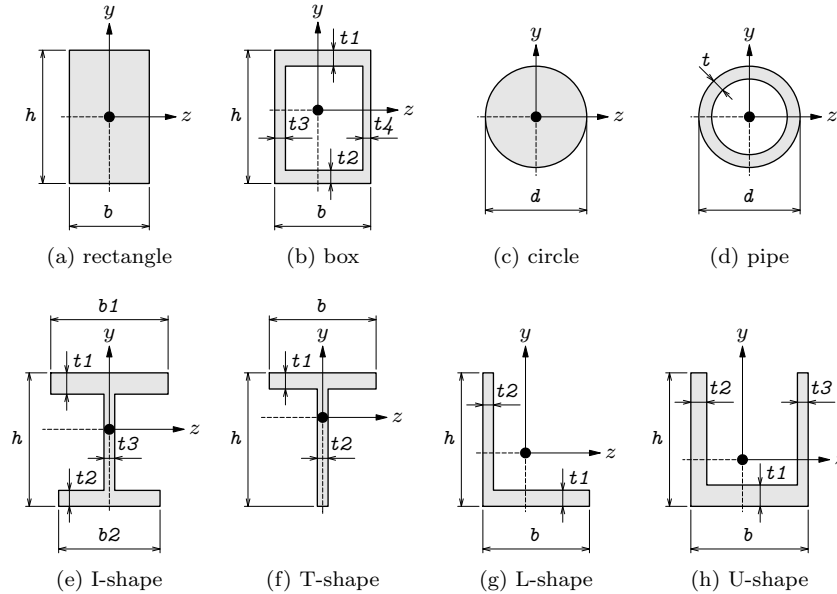 y
z
h
b
(a) rectangle
y
t1
z
h
t3
t4
t2
b
(b) box
y
z
d
(c) circle
y
t
z
d
(d) pipe
b1
y
t1
h
z
t3
t2
b2
(e) I-shape
b
y
t1
h
z
t2
(f) T-shape
y
t2
h
z
t1
b
(g) L-shape
y
t2
t3
h
t1
b
(h) U-shape